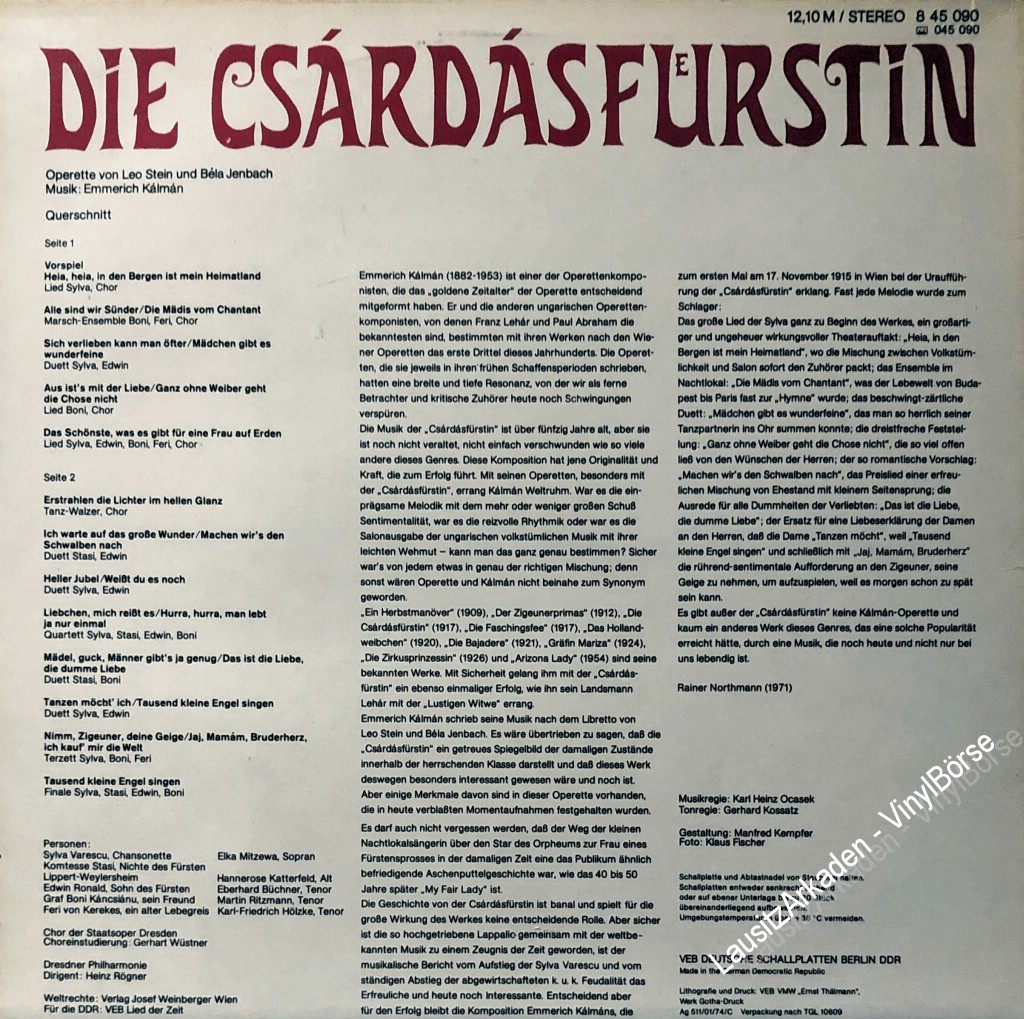 12,10 M / STEREO 8 45 090
045 090
DIE CSÁRDÁSFÜRSTIN
Operette von Leo Stein und Béla Jenbach
Musik: Emmerich Kálmán
Querschnitt
Seite 1
Vorspiel
Heia, heia, in den Bergen ist mein Heimatland
Lied Sylva, Chor
Alle sind wir Sünder/Die Mädis vom Chantant
Marsch-Ensemble Boni, Feri, Chor
Sich verlieben kann man öfter/Mädchen gibt es
wunderfeine
Duett Sylva, Edwin
Aus ist's mit der Liebe/Ganz ohne Weiber geht
die Chose nicht
Lied Boni, Chor
Das Schönste, was es gibt für eine Frau auf Erden
Lied Sylva, Edwin, Boni, Feri, Chor
Seite 2
Erstrahlen die Lichter im hellen Glanz
Tanz-Walzer, Chor
Ich warte auf das große Wunder/Machen wir's den
Schwalben nach
Duett Stasi, Edwin
Heller Jubel/Weißt du es noch
Duett Sylva, Edwin
Liebchen, mich reißt es/Hurra, hurra, man lebt
ja nur einmal
Quartett Sylva, Stasi, Edwin, Boni
Mädel, guck, Männer gibt's ja genug/Das ist die Liebe,
die dumme Liebe
Duett Stasi, Boni
Tanzen möcht' ich/Tausend kleine Engel singen
Duett Sylva, Edwin
Nimm, Zigeuner, deine Geige/Jaj, Mamám, Bruderherz,
ich kauf' mir die Welt
Terzett Sylva, Boni, Feri
Tausend kleine Engel singen
Finale Sylva, Stasi, Edwin, Boni
Personen:
Sylva Varescu, Chansonette Elka Mitzewa, Sopran
Komtesse Stasi, Nichte des Fürsten
Lippert-Weylersheim Hannerose Katterfeld, Alt
Edwin Ronald, Sohn des Fürsten Eberhard Büchner, Tenor
Graf Boni Káncsiánu, sein Freund Martin Ritzmann, Tenor
Feri von Kerekes, ein alter Lebegreis Karl-Friedrich Hölzke, Tenor
Chor der Staatsoper Dresden
Choreinstudierung: Gerhart Wüstner
Dresdner Philharmonie
Dirigent: Heinz Rögner
Weltrechte: Verlag Josef Weinberger Wien
Für die DDR: VEB Lied der Zeit
Emmerich Kálmán (1882-1953) ist einer der Operettenkompo-
nisten, die das „goldene Zeitalter" der Operette entscheidend
mitgeformt haben. Er und die anderen ungarischen Operetten-
komponisten, von denen Franz Lehár und Paul Abraham die
bekanntesten sind, bestimmten mit ihren Werken nach den Wie-
ner Operetten das erste Drittel dieses Jahrhunderts. Die Operet-
ten, die sie jeweils in ihren frühen Schaffensperioden schrieben,
hatten eine breite und tiefe Resonanz, von der wir als ferne
Betrachter und kritische Zuhörer heute noch Schwingungen
verspüren.
Die Musik der „Csárdásfürstin" ist über fünfzig Jahre alt, aber sie
ist noch nicht veraltet, nicht einfach verschwunden wie so viele
andere dieses Genres. Diese Komposition hat jene Originalität und
Kraft, die zum Erfolg führt. Mit seinen Operetten, besonders mit
der „Csárdásfürstin", errang Kálmán Weltruhm. War es die ein-
prägsame Melodik mit dem mehr oder weniger großen Schuß
Sentimentalität, war es die reizvolle Rhythmik oder war es die
Salonausgabe der ungarischen volkstümlichen Musik mit ihrer
leichten Wehmut – kann man das ganz genau bestimmen? Sicher
war's von jedem etwas in genau der richtigen Mischung; denn
sonst wären Operette und Kálmán nicht beinahe zum Synonym
geworden.
„Ein Herbstmanöver" (1909), „Der Zigeunerprimas" (1912), „Die
Csárdásfürstin" (1917), „Die Faschingsfee" (1917), „Das Holland-
weibchen" (1920), „Die Bajadere" (1921), „Gräfin Mariza" (1924),
„Die Zirkusprinzessin" (1926) und „Arizona Lady" (1954) sind seine
bekannten Werke. Mit Sicherheit gelang ihm mit der „Csárdás-
fürstin" ein ebenso einmaliger Erfolg, wie ihn sein Landsmann
Lehár mit der „Lustigen Witwe" errang.
Emmerich Kálmán schrieb seine Musik nach dem Libretto von
Leo Stein und Béla Jenbach. Es wäre übertrieben zu sagen, daß die
„Csárdásfürstin" ein getreues Spiegelbild der damaligen Zustände
innerhalb der herrschenden Klasse darstellt und daß dieses Werk
deswegen besonders interessant gewesen wäre und noch ist.
Aber einige Merkmale davon sind in dieser Operette vorhanden,
die in heute verblaßten Momentaufnahmen festgehalten wurden.
Es darf auch nicht vergessen werden, daß der Weg der kleinen
Nachtlokalsängerin über den Star des Orpheums zur Frau eines
Fürstensprosses in der damaligen Zeit eine das Publikum ähnlich
befriedigende Aschenputtelgeschichte war, wie das 40 bis 50
Jahre später „My Fair Lady" ist.
Die Geschichte von der Csárdásfürstin ist banal und spielt für die
große Wirkung des Werkes keine entscheidende Rolle. Aber sicher
ist die so hochgetriebene Lappalie gemeinsam mit der weltbe-
kannten Musik zu einem Zeugnis der Zeit geworden, ist der
musikalische Bericht vom Aufstieg der Sylva Varescu und vom
ständigen Abstieg der abgewirtschafteten k. u. k. Feudalität das
Erfreuliche und heute noch Interessante. Entscheidend aber
für den Erfolg bleibt die Komposition Emmerich Kálmáns, die
zum ersten Mal am 17. November 1915 in Wien bei der Urauffüh-
rung der „Csárdásfürstin" erklang. Fast jede Melodie wurde zum
Schlager:
Das große Lied der Sylva ganz zu Beginn des Werkes, ein großarti-
ger und ungeheuer wirkungsvoller Theaterauftakt: „Heia, in den
Bergen ist mein Heimatland", wo die Mischung zwischen Volkstüm-
lichkeit und Salon sofort den Zuhörer packt; das Ensemble im
Nachtlokal: „Die Mädis vom Chantant", was der Lebewelt von Buda-
pest bis Paris fast zur „Hymne" wurde; das beschwingt-zärtliche
Duett: „Mädchen gibt es wunderfeine", das man so herrlich seiner
Tanzpartnerin ins Ohr summen konnte; die dreistfreche Feststel-
lung: „Ganz ohne Weiber geht die Chose nicht", die so viel offen
ließ von den Wünschen der Herren; der so romantische Vorschlag:
„Machen wir's den Schwalben nach", das Preislied einer erfreu-
lichen Mischung von Ehestand mit kleinem Seitensprung; die
Ausrede für alle Dummheiten der Verliebten: „Das ist die Liebe,
die dumme Liebe"; der Ersatz für eine Liebeserklärung der Damen
an den Herren, daß die Dame „Tanzen möcht", weil „Tausend
kleine Engel singen" und schließlich mit „Jaj, Mamám, Bruderherz"
die rührend-sentimentale Aufforderung an den Zigeuner, seine
Geige zu nehmen, um aufzuspielen, weil es morgen schon zu spät
sein kann.
Es gibt außer der „Csárdásfürstin" keine Kálmán-Operette und
kaum ein anderes Werk dieses Genres, das eine solche Popularität
erreicht hätte, durch eine Musik, die noch heute und nicht nur bei
uns lebendig ist.
Rainer Northmann (1971)
Musikregie: Karl Heinz Ocasek
Tonregie: Gerhard Kossatz
Gestaltung: Manfred Kempfer
Foto: Klaus Fischer
Schallplatte und Abtastnadel von
Schallplatten entweder
oder auf ebener Unterlage
übereinanderliegend
°C vermeiden.
VEB DEUTSCHE SCHALLPLATTEN BERLIN DDR
Made in the German Democratic Republic
Lithografie und Druck: VEB VMW „Ernst Thälmann",
Werk Gotha-Druck
Ag 511/01/74/C Verpackung nach TGL 10609
LausitzArkaden - VinylBörse